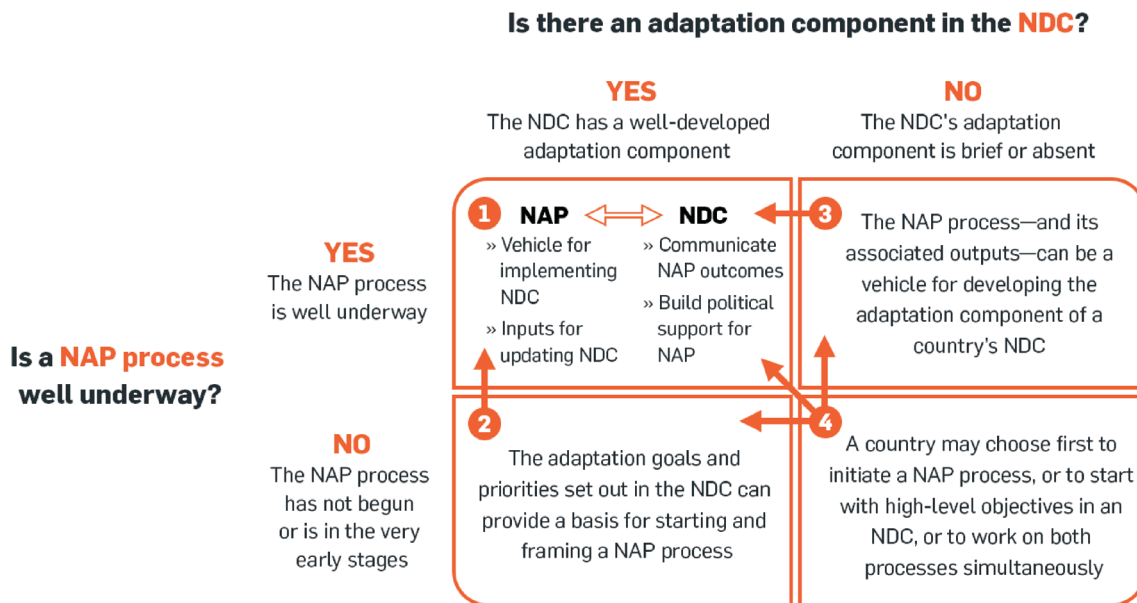 Is there an adaptation component in the NDC?
YES
The NDC has a well-developed
adaptation component
NO
The NDC's adaptation
component is brief or absent
Is a NAP process
well underway?
YES
The NAP process
is well underway
1 NAP NDC
» Vehicle for
implementing
NDC
» Inputs for
updating NDC
» Communicate
NAP outcomes
» Build political
support for
NAP
3
The NAP process—and its
associated outputs—can be a
vehicle for developing the
adaptation component of a
country's NDC
NO
The NAP process
has not begun
or is in the very
early stages
2
The adaptation goals and
priorities set out in the NDC can
provide a basis for starting and
framing a NAP process
4
A country may choose first to
initiate a NAP process, or to start
with high-level objectives in an
NDC, or to work on both
processes simultaneously